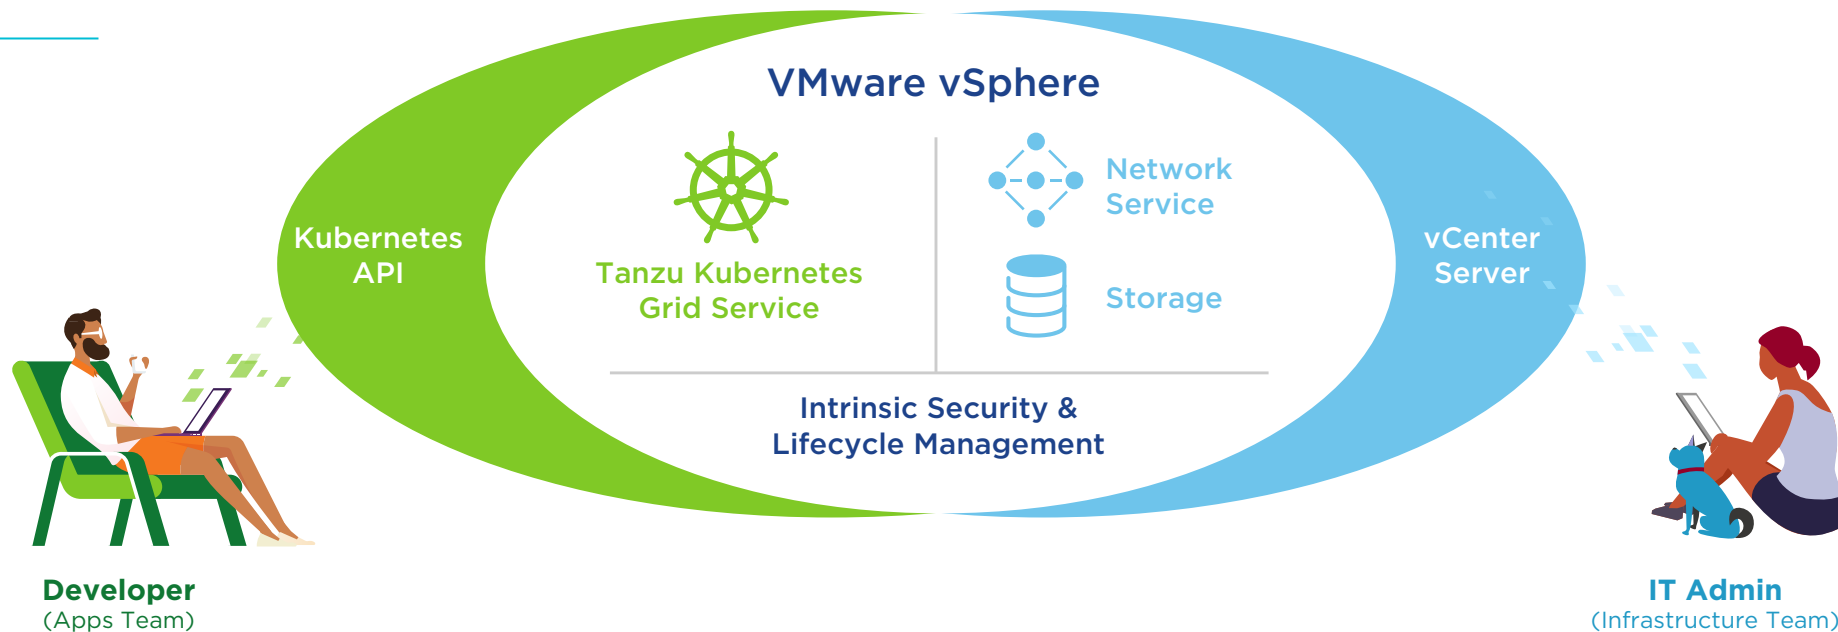 VMware vSphere
Kubernetes
API
Tanzu Kubernetes
Grid Service
Network
Service
Storage
vCenter
Server
Intrinsic Security &
Lifecycle Management
Developer
(Apps Team)
IT Admin
(Infrastructure Team)